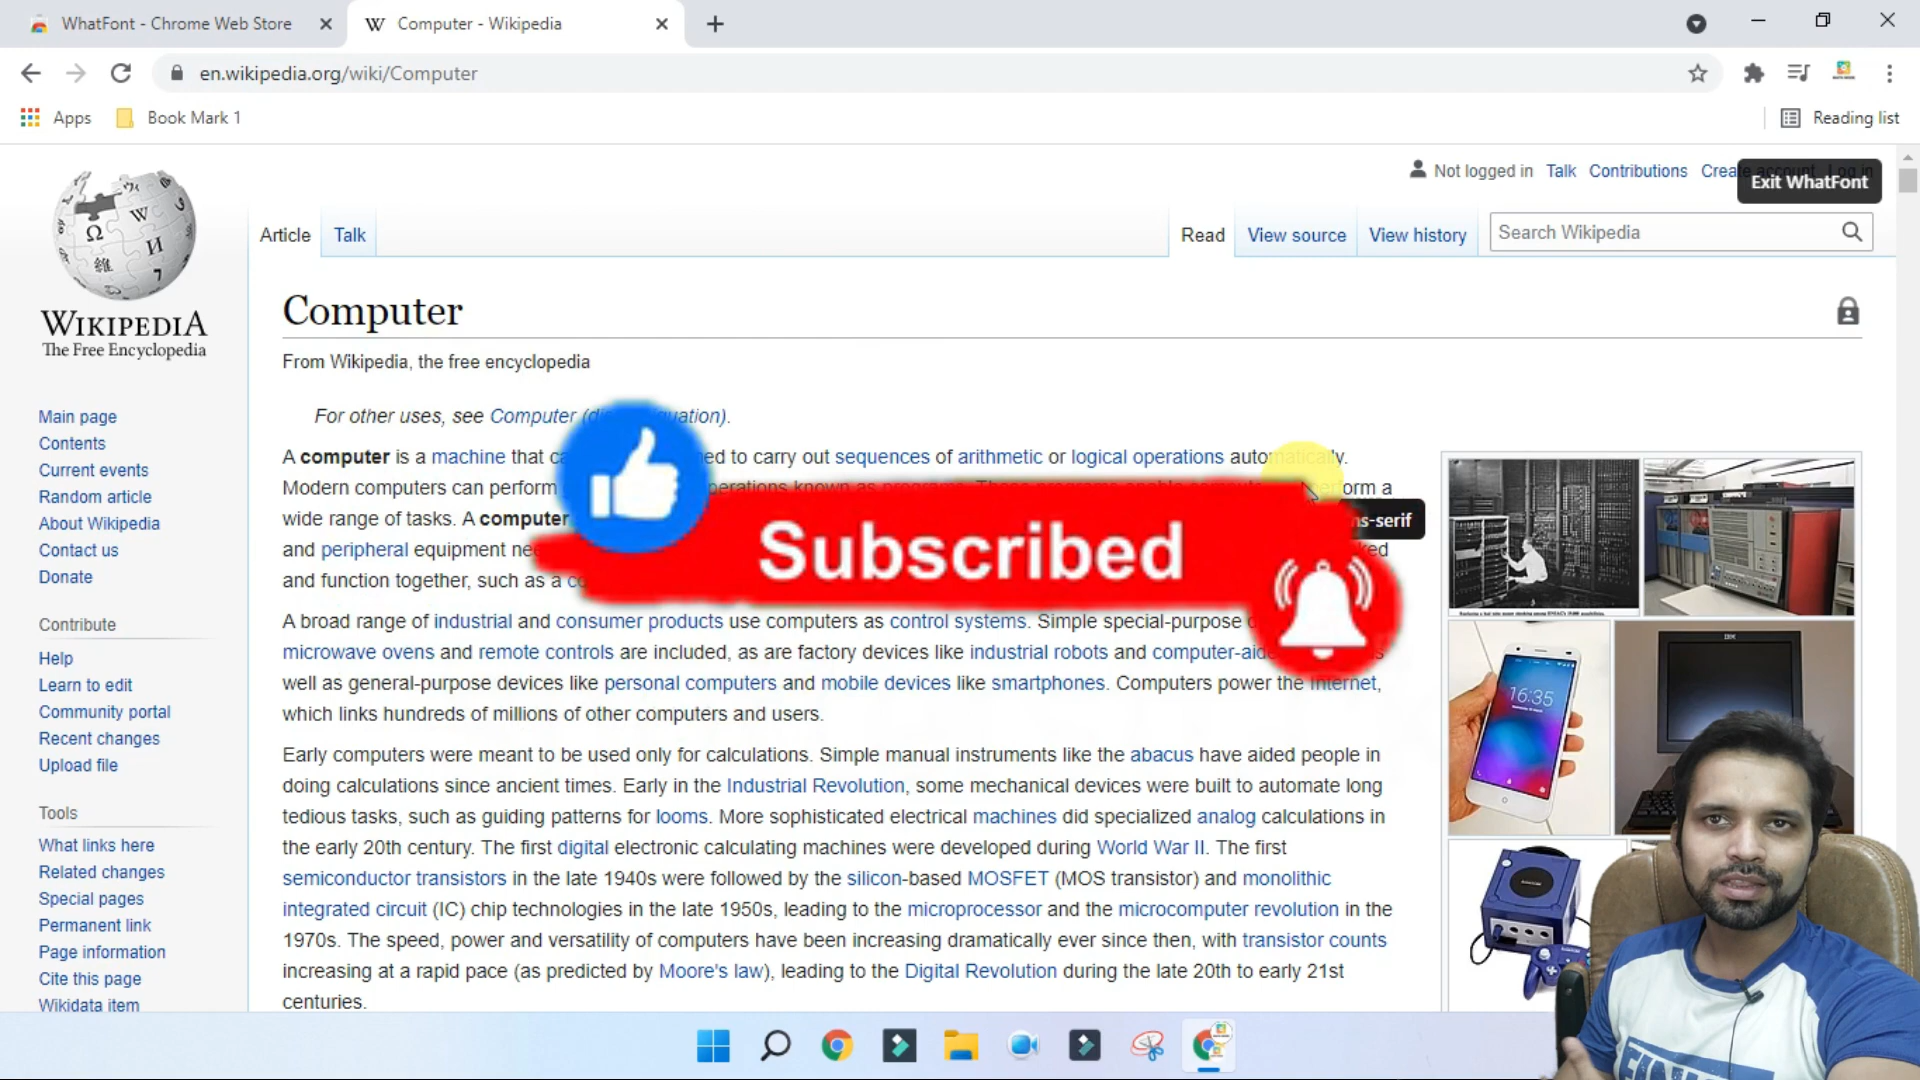 WhatFont - Chrome Web Store
Computer - Wikipedia
en.wikipedia.org/wiki/Computer
Apps
Book Mark 1
Reading list
Not logged in
Talk
Contributions
Create account
Log in
Exit WhatFont
Article
Talk
Read
View source
View history
Search Wikipedia
WIKIPEDIA
The Free Encyclopedia
Computer
From Wikipedia, the free encyclopedia
Main page
Contents
Current events
Random article
About Wikipedia
Contact us
Donate
Contribute
Help
Learn to edit
Community portal
Recent changes
Upload file
Tools
What links here
Related changes
Special pages
Permanent link
Page information
Cite this page
Wikidata item
For other uses, see Computer
A computer is a machine that to carry out sequences of arithmetic or logical operations automatically.
Modern computers can perform operations known as programs. These programs a
wide range of tasks. A computer
and peripheral equipment
and function together, such as a
A broad range of industrial and consumer products use computers as control systems. Simple special-purpose
microwave ovens and remote controls are included, as are factory devices like industrial robots and
well as general-purpose devices like personal computers and mobile devices like smartphones. Computers power the Internet,
which links hundreds of millions of other computers and users.
Early computers were meant to be used only for calculations. Simple manual instruments like the abacus have aided people in
doing calculations since ancient times. Early in the Industrial Revolution, some mechanical devices were built to automate long
tedious tasks, such as guiding patterns for looms. More sophisticated electrical machines did specialized analog calculations in
the early 20th century. The first digital electronic calculating machines were developed during World War II. The first
semiconductor transistors in the late 1940s were followed by the silicon-based MOSFET (MOS transistor) and monolithic
integrated circuit (IC) chip technologies in the late 1950s, leading to the microprocessor and the microcomputer revolution in the
1970s. The speed, power and versatility of computers have been increasing dramatically ever since then, with transistor counts
increasing at a rapid pace (as predicted by Moore's law), leading to the Digital Revolution during the late 20th to early 21st
centuries.
Subscribed
16:35
IBM